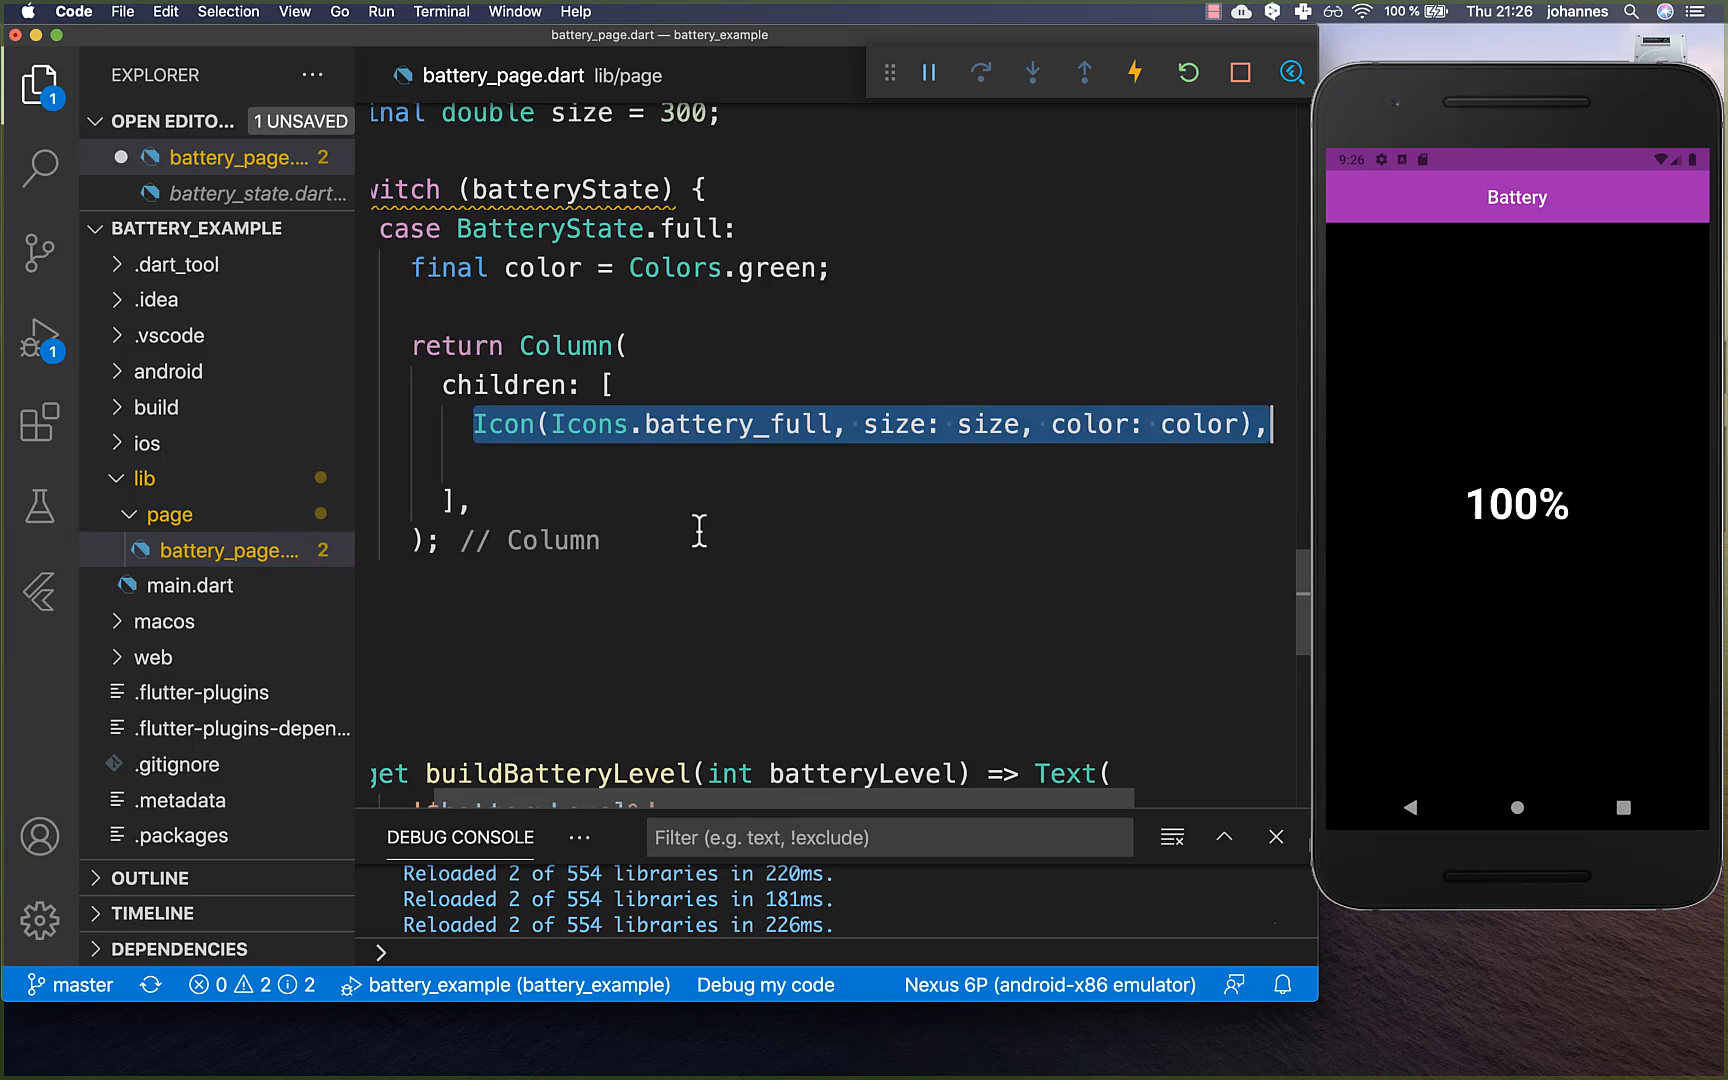 Code File Edit Selection View Go Run Terminal Window Help 100 % Thu 21:26 johannes
battery_page.dart — battery_example
EXPLORER ···
battery_page.dart lib/page
OPEN EDITO... 1 UNSAVED
battery_page.... 2
battery_state.dart...
BATTERY_EXAMPLE
.dart_tool
.idea
.vscode
android
build
ios
lib
page
battery_page.... 2
main.dart
macos
web
.flutter-plugins
.flutter-plugins-depen...
.gitignore
.metadata
.packages
OUTLINE
TIMELINE
DEPENDENCIES
1
1
inal double size = 300;
witch (batteryState) {
case BatteryState.full:
final color = Colors.green;
return Column(
children: [
Icon(Icons.battery_full, size: size, color: color),
],
); // Column
get buildBatteryLevel(int batteryLevel) => Text(
DEBUG CONSOLE ··· Filter (e.g. text, !exclude)
Reloaded 2 of 554 libraries in 220ms.
Reloaded 2 of 554 libraries in 181ms.
Reloaded 2 of 554 libraries in 226ms.
>
master 0 2 2 battery_example (battery_example) Debug my code Nexus 6P (android-x86 emulator)
9:26
Battery
100%